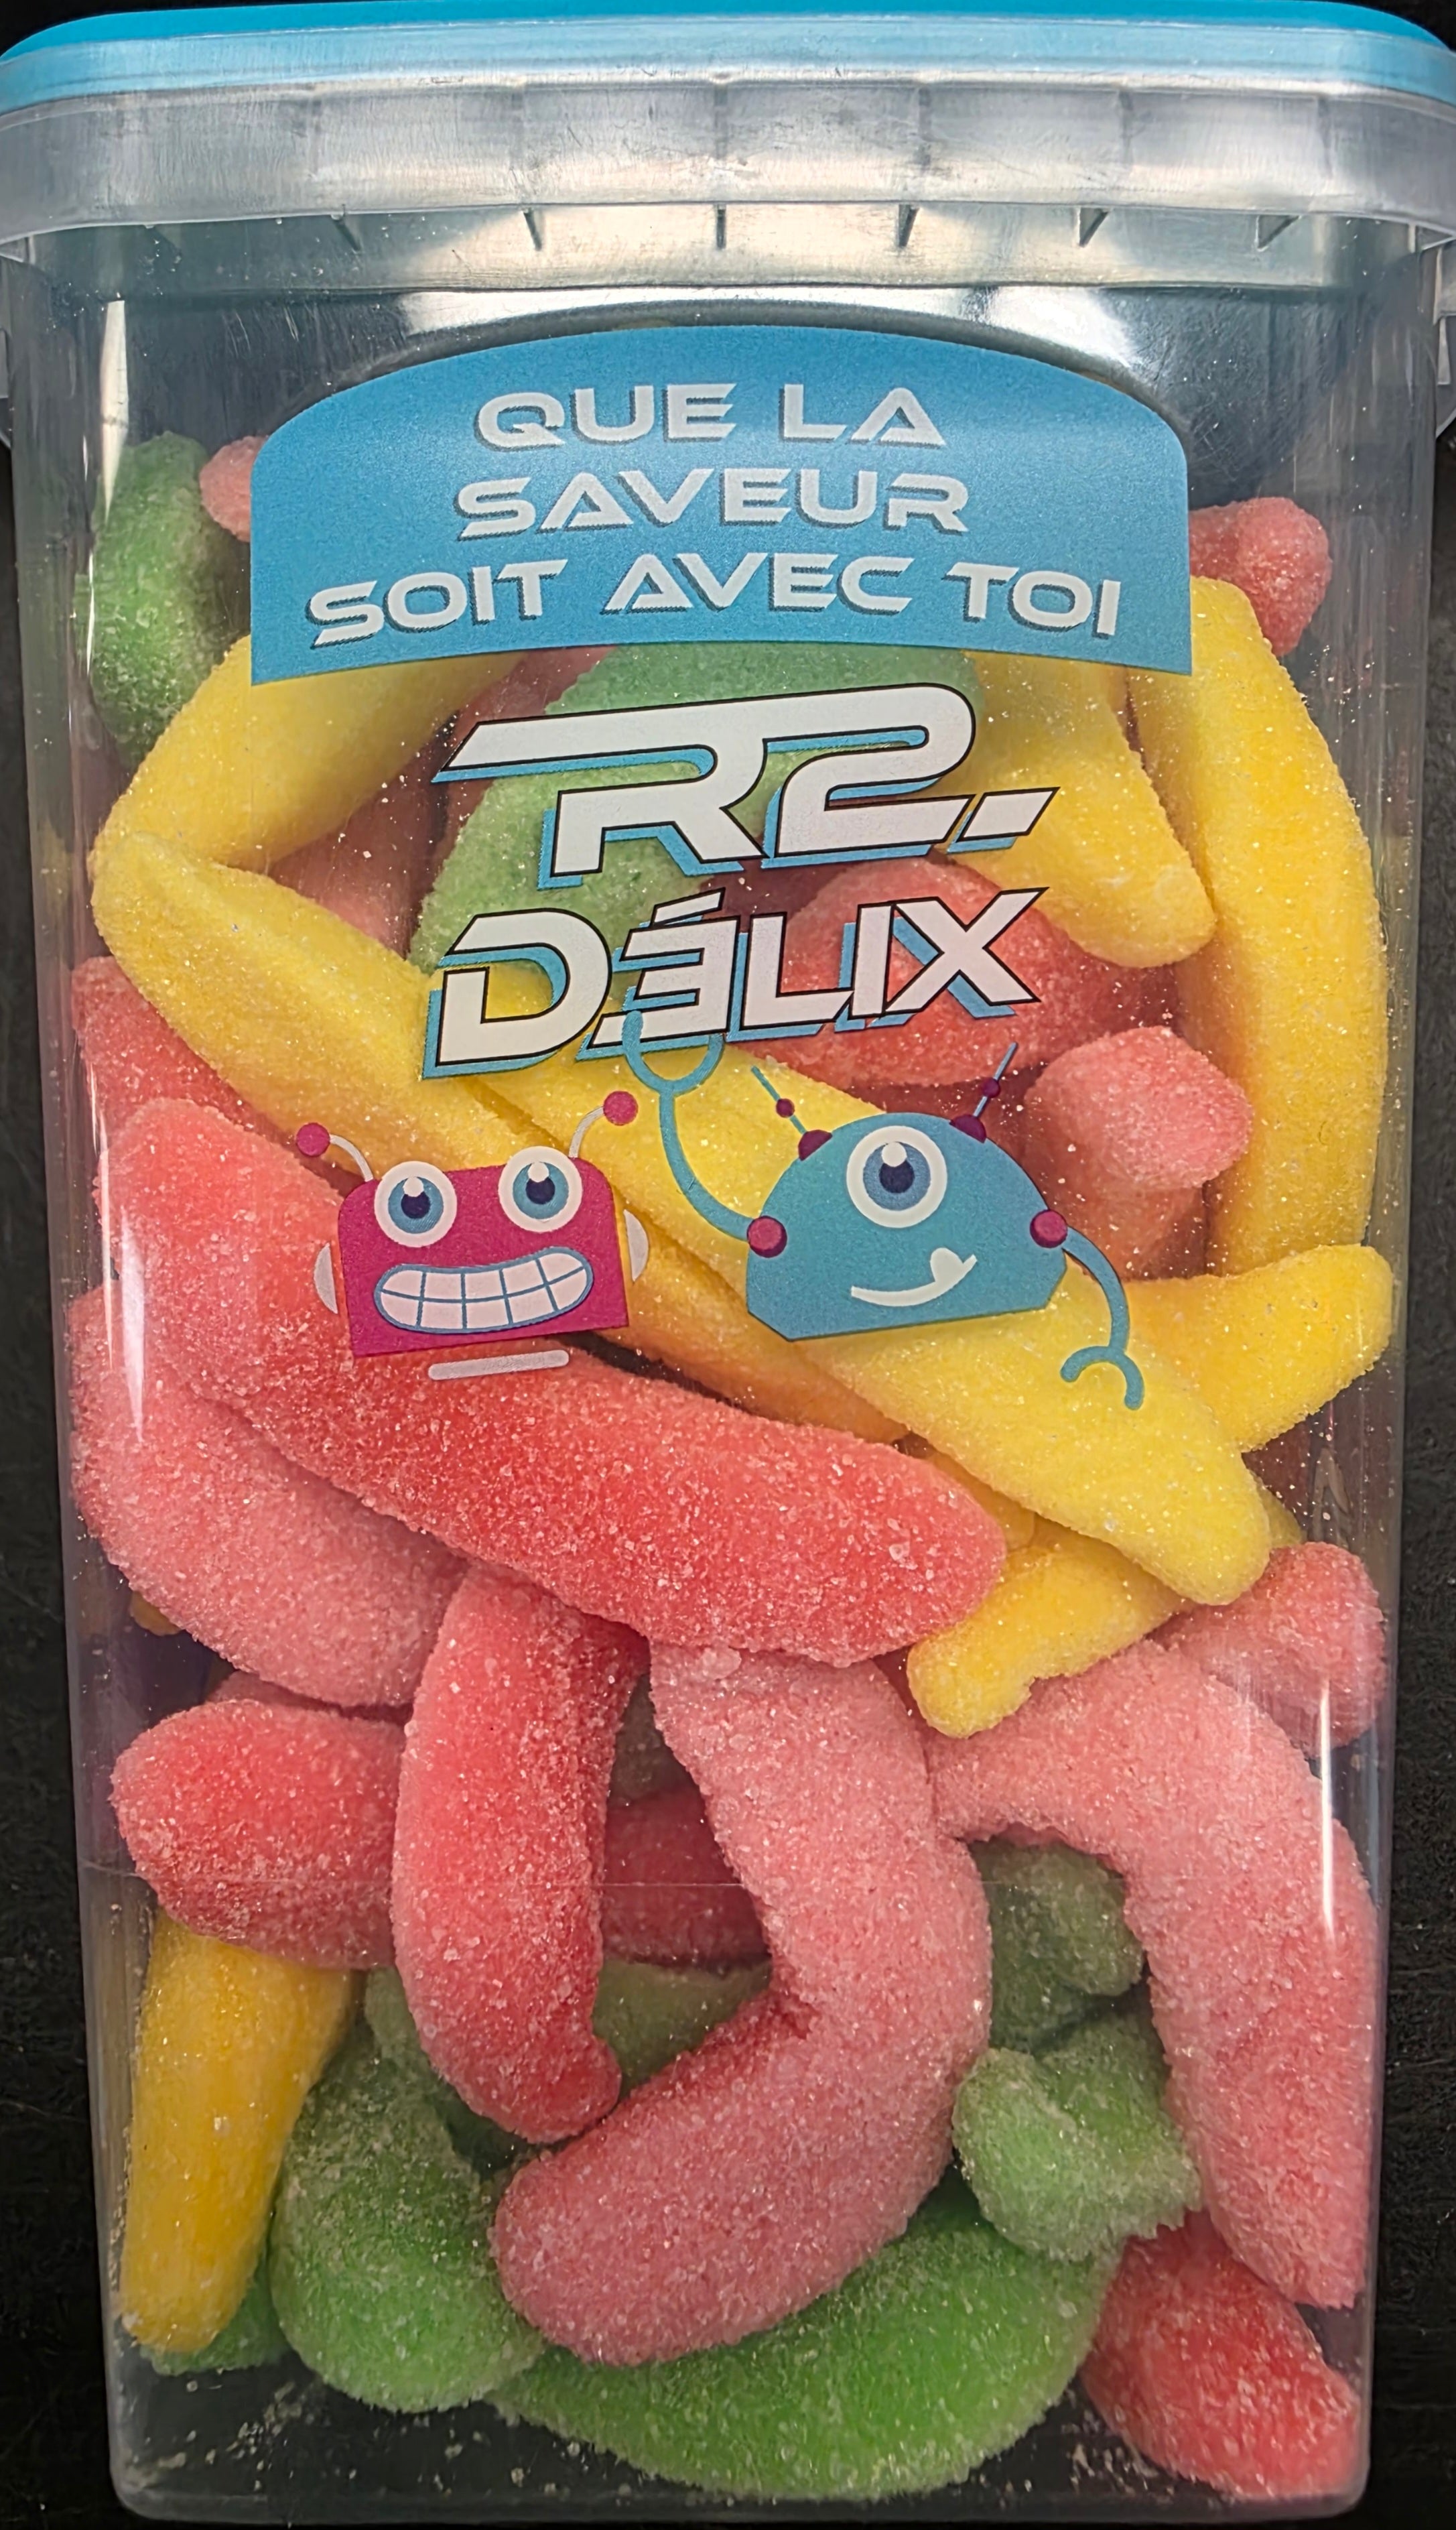 QUE LA
SAVEUR
SOIT AVEC TOI
R2.
DÉLIX